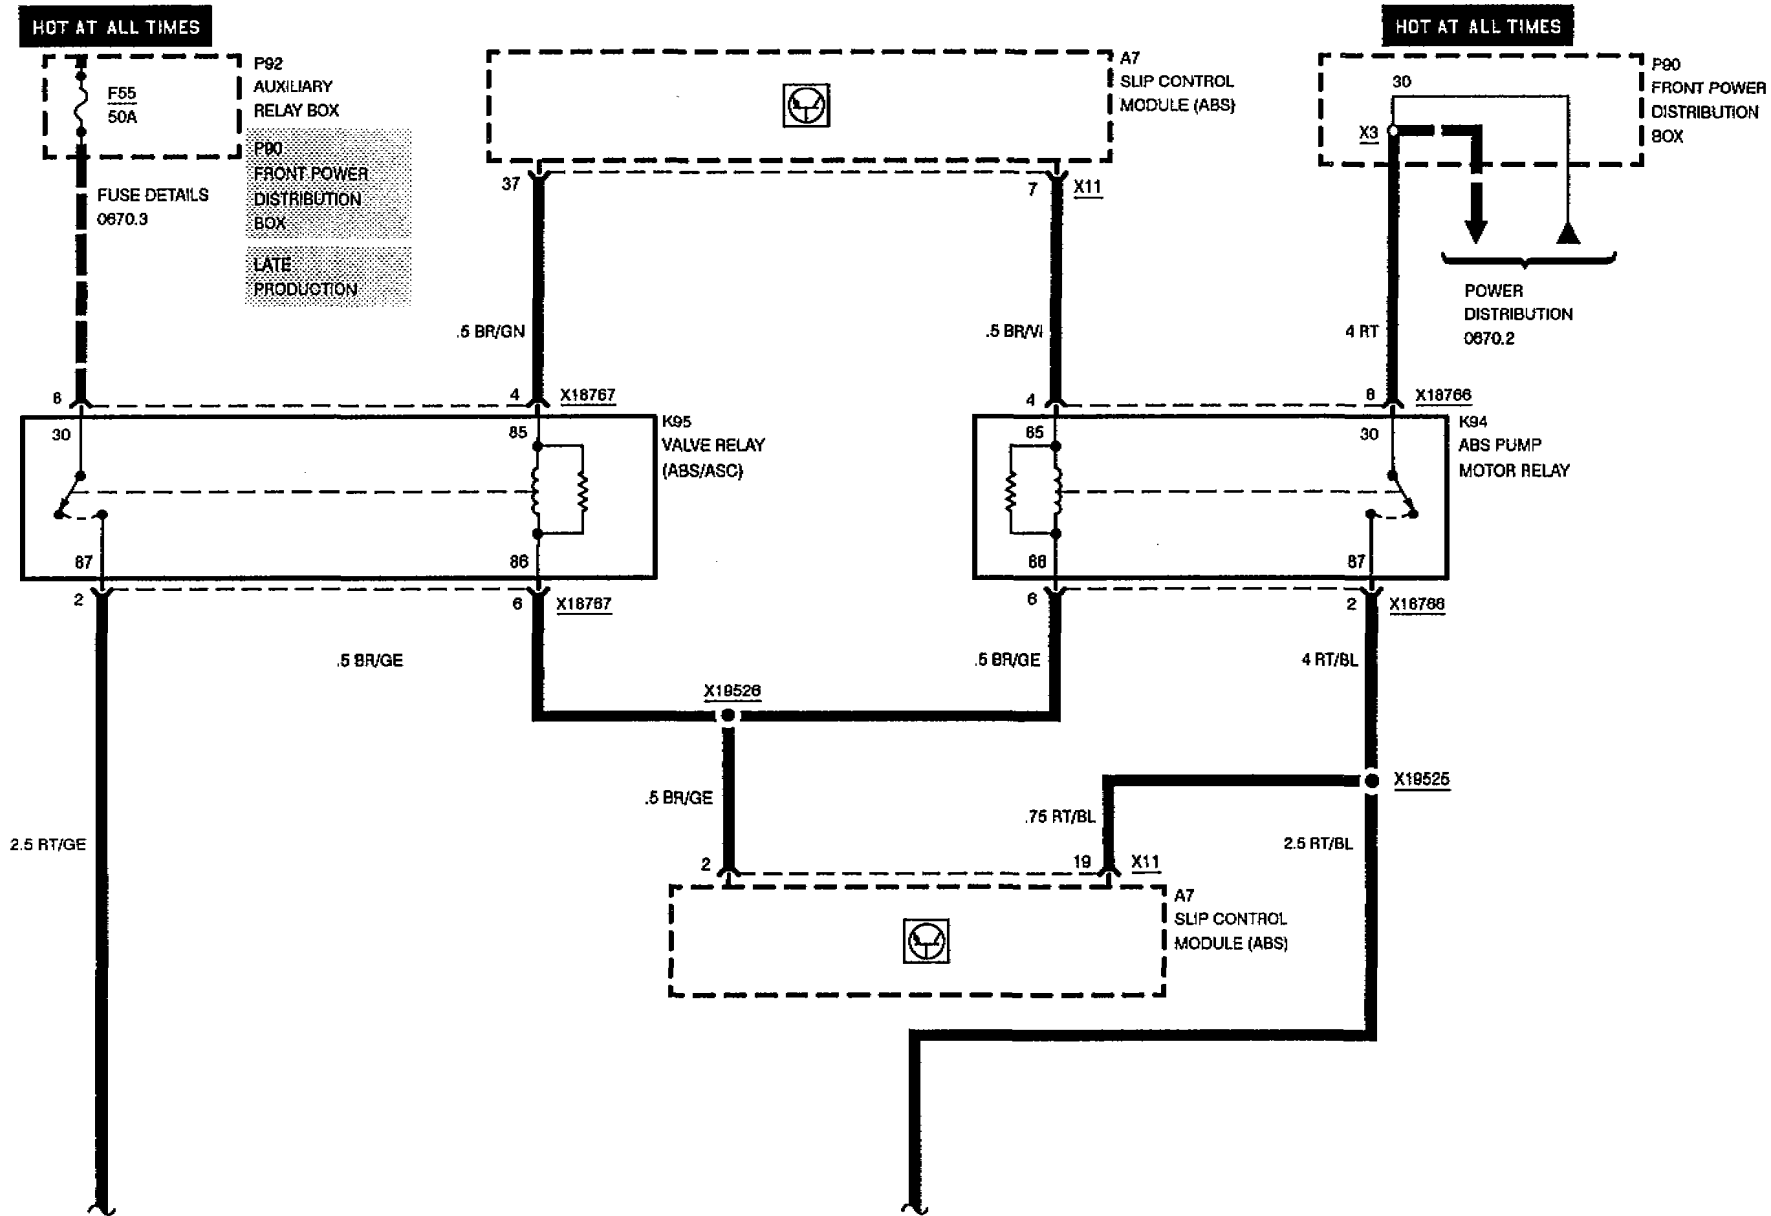 HOT AT ALL TIMES
HOT AT ALL TIMES
F55
50A
P92
AUXILIARY
RELAY BOX
P90
FRONT POWER
DISTRIBUTION
BOX
LATE
PRODUCTION
FUSE DETAILS
0670.3
A7
SLIP CONTROL
MODULE (ABS)
30
X3
P90
FRONT POWER
DISTRIBUTION
BOX
37
7
X11
POWER
DISTRIBUTION
0670.2
.5 BR/GN
.5 BR/VI
4 RT
8
4
X18767
4
8
X18766
30
85
K95
VALVE RELAY
(ABS/ASC)
85
30
K94
ABS PUMP
MOTOR RELAY
87
86
86
87
2
6
X18767
6
2
X18766
.5 BR/GE
.5 BR/GE
4 RT/BL
X19526
X19525
.5 BR/GE
.75 RT/BL
2.5 RT/GE
2.5 RT/BL
2
19
X11
A7
SLIP CONTROL
MODULE (ABS)